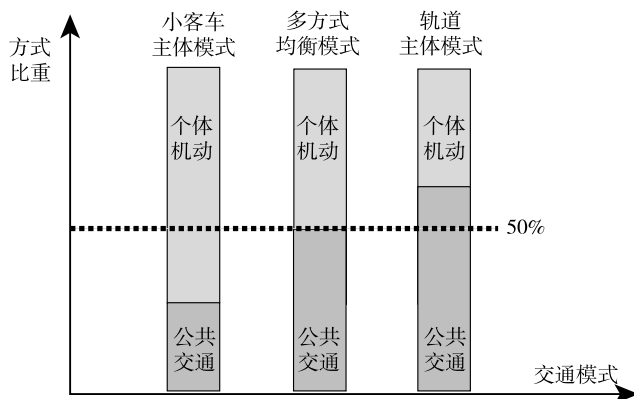 方式
比重
小客车
主体模式
多方式
均衡模式
轨道
主体模式
个体
机动
个体
机动
个体
机动
50%
公共
交通
公共
交通
公共
交通
交通模式